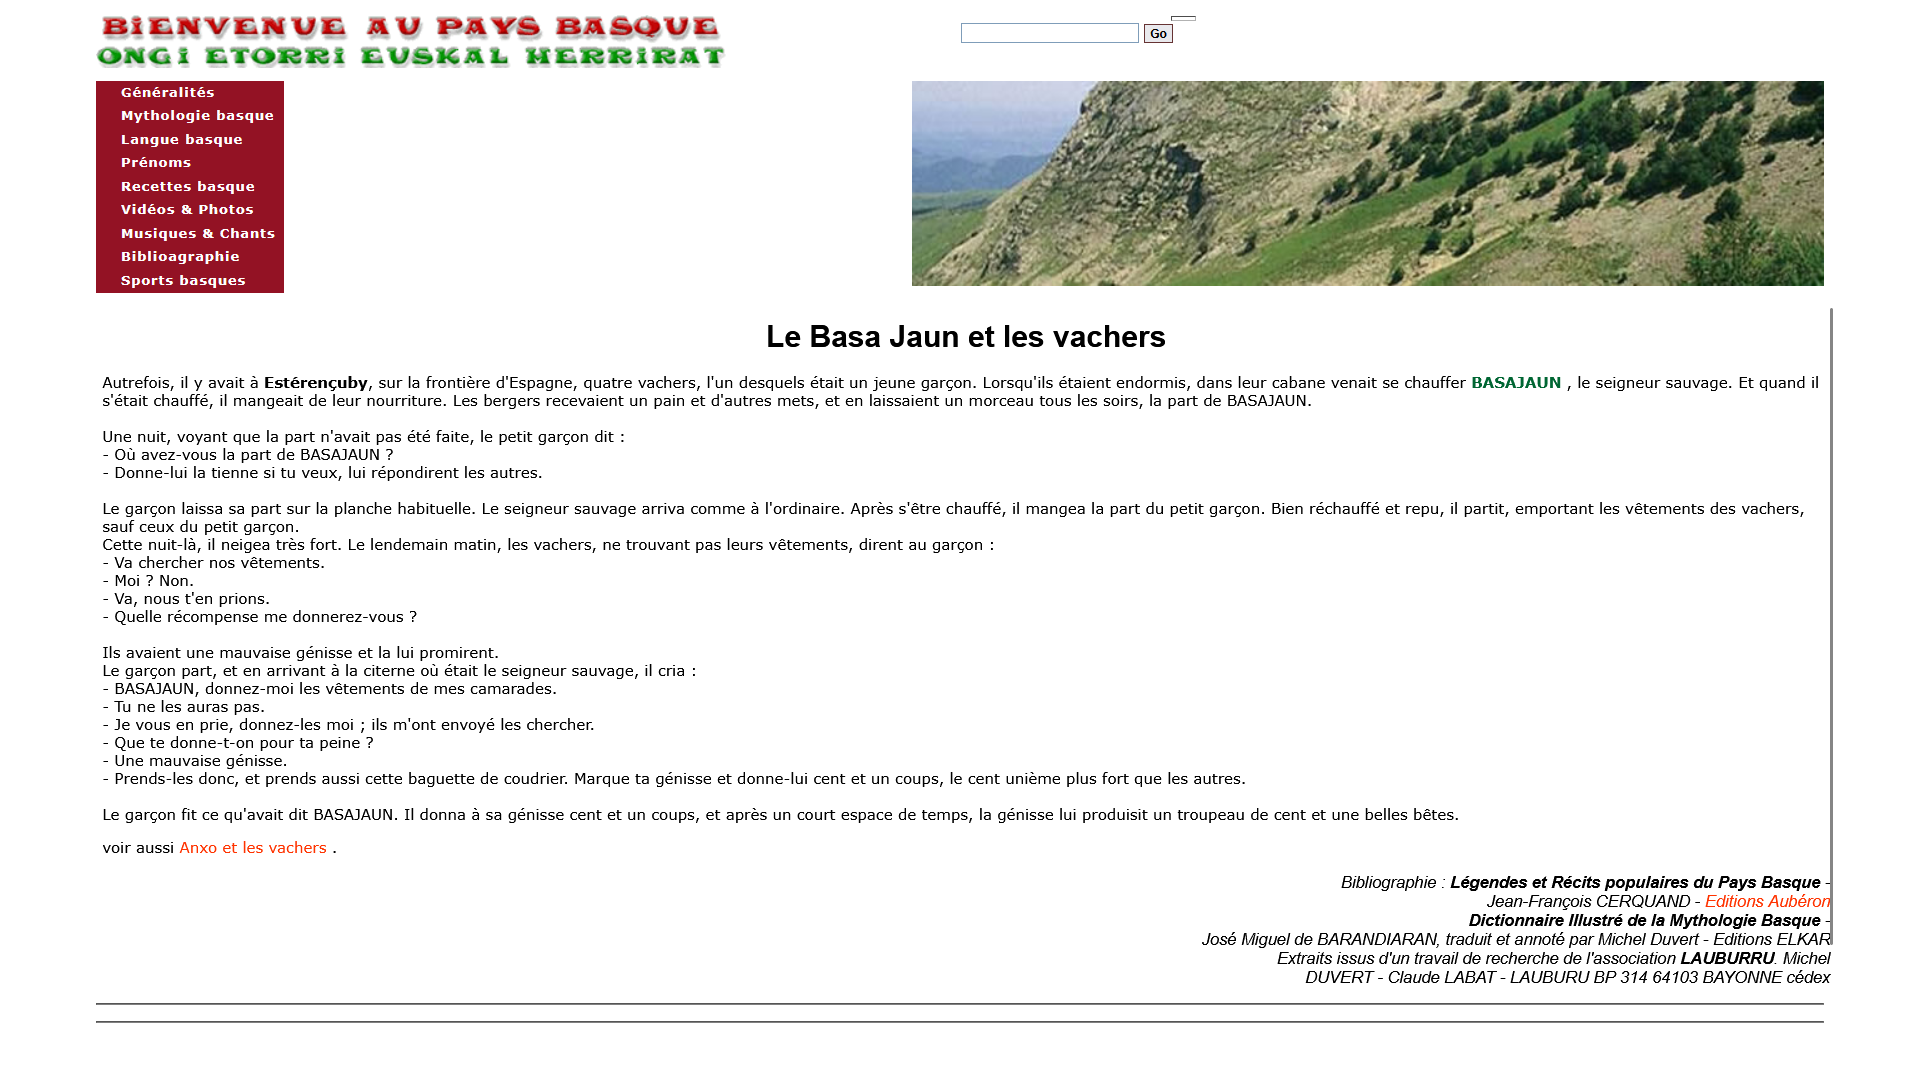 BiENVENUE AU PAYS BASQUE
ONGi ETORRi EUSKAL HERRiRAT
Go
Généralités
Mythologie basque
Langue basque
Prénoms
Recettes basque
Vidéos & Photos
Musiques & Chants
Biblioagraphie
Sports basques
Le Basa Jaun et les vachers
Autrefois, il y avait à Estérençuby, sur la frontière d'Espagne, quatre vachers, l'un desquels était un jeune garçon. Lorsqu'ils étaient endormis, dans leur cabane venait se chauffer BASAJAUN , le seigneur sauvage. Et quand il
s'était chauffé, il mangeait de leur nourriture. Les bergers recevaient un pain et d'autres mets, et en laissaient un morceau tous les soirs, la part de BASAJAUN.
Une nuit, voyant que la part n'avait pas été faite, le petit garçon dit :
- Où avez-vous la part de BASAJAUN ?
- Donne-lui la tienne si tu veux, lui répondirent les autres.
Le garçon laissa sa part sur la planche habituelle. Le seigneur sauvage arriva comme à l'ordinaire. Après s'être chauffé, il mangea la part du petit garçon. Bien réchauffé et repu, il partit, emportant les vêtements des vachers,
sauf ceux du petit garçon.
Cette nuit-là, il neigea très fort. Le lendemain matin, les vachers, ne trouvant pas leurs vêtements, dirent au garçon :
- Va chercher nos vêtements.
- Moi ? Non.
- Va, nous t'en prions.
- Quelle récompense me donnerez-vous ?
Ils avaient une mauvaise génisse et la lui promirent.
Le garçon part, et en arrivant à la citerne où était le seigneur sauvage, il cria :
- BASAJAUN, donnez-moi les vêtements de mes camarades.
- Tu ne les auras pas.
- Je vous en prie, donnez-les moi ; ils m'ont envoyé les chercher.
- Que te donne-t-on pour ta peine ?
- Une mauvaise génisse.
- Prends-les donc, et prends aussi cette baguette de coudrier. Marque ta génisse et donne-lui cent et un coups, le cent unième plus fort que les autres.
Le garçon fit ce qu'avait dit BASAJAUN. Il donna à sa génisse cent et un coups, et après un court espace de temps, la génisse lui produisit un troupeau de cent et une belles bêtes.
voir aussi Anxo et les vachers .
Bibliographie : Légendes et Récits populaires du Pays Basque -
Jean-François CERQUAND - Editions Aubéron
Dictionnaire Illustré de la Mythologie Basque -
José Miguel de BARANDIARAN, traduit et annoté par Michel Duvert - Editions ELKAR
Extraits issus d'un travail de recherche de l'association LAUBURRU. Michel
DUVERT - Claude LABAT - LAUBURU BP 314 64103 BAYONNE cédex